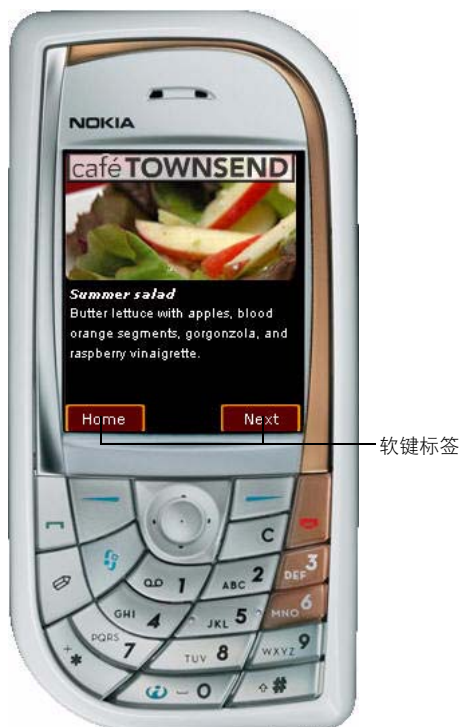 NOKIA
café TOWNSEND
Summer salad
Butter lettuce with apples, blood
orange segments, gorgonzola, and
raspberry vinaigrette.
Home
Next
软键标签
C
1
ABC 2
DEF 3
GHI 4
JKL 5
MNO 6
PQRS 7
TUV 8
WXYZ 9
*
0
#